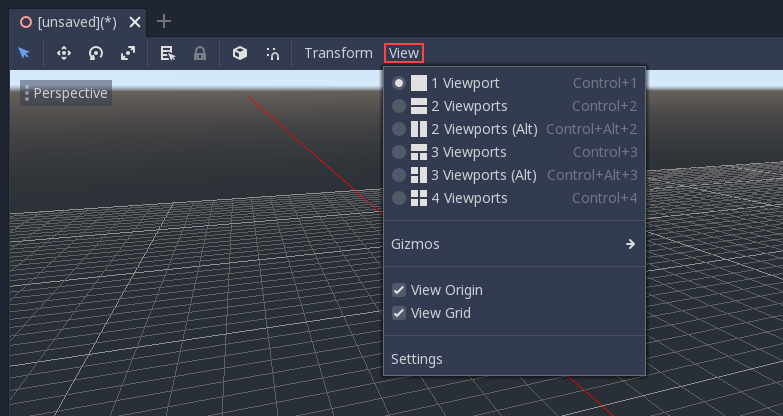 [unsaved](*)
Transform View
Perspective
1 Viewport Control+1
2 Viewports Control+2
2 Viewports (Alt) Control+Alt+2
3 Viewports Control+3
3 Viewports (Alt) Control+Alt+3
4 Viewports Control+4
Gizmos
View Origin
View Grid
Settings